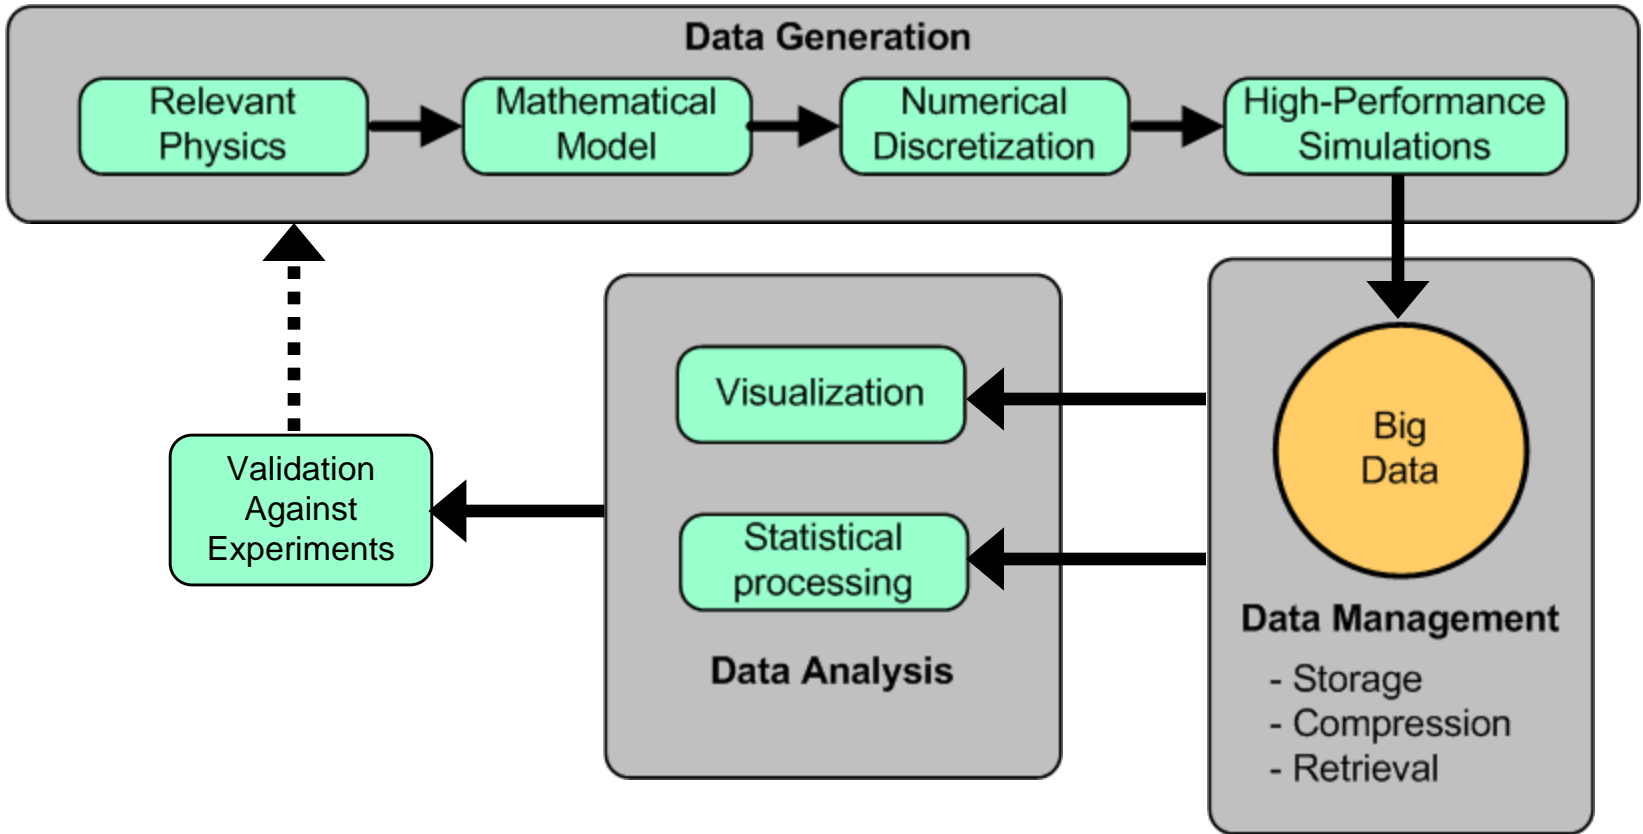 Data Generation
Relevant
Physics
Mathematical
Model
Numerical
Discretization
High-Performance
Simulations
Visualization
Statistical
processing
Data Analysis
Validation
Against
Experiments
Big
Data
Data Management
- Storage
- Compression
- Retrieval